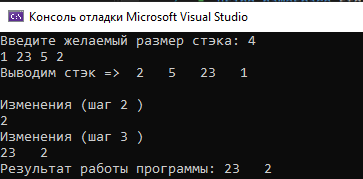 Консоль отладки Microsoft Visual Studio
Введите желаемый размер стэка: 4
1 23 5 2
Выводим стэк => 2 5 23 1
Изменения (шаг 2 )
2
Изменения (шаг 3 )
23 2
Результат работы программы: 23 2